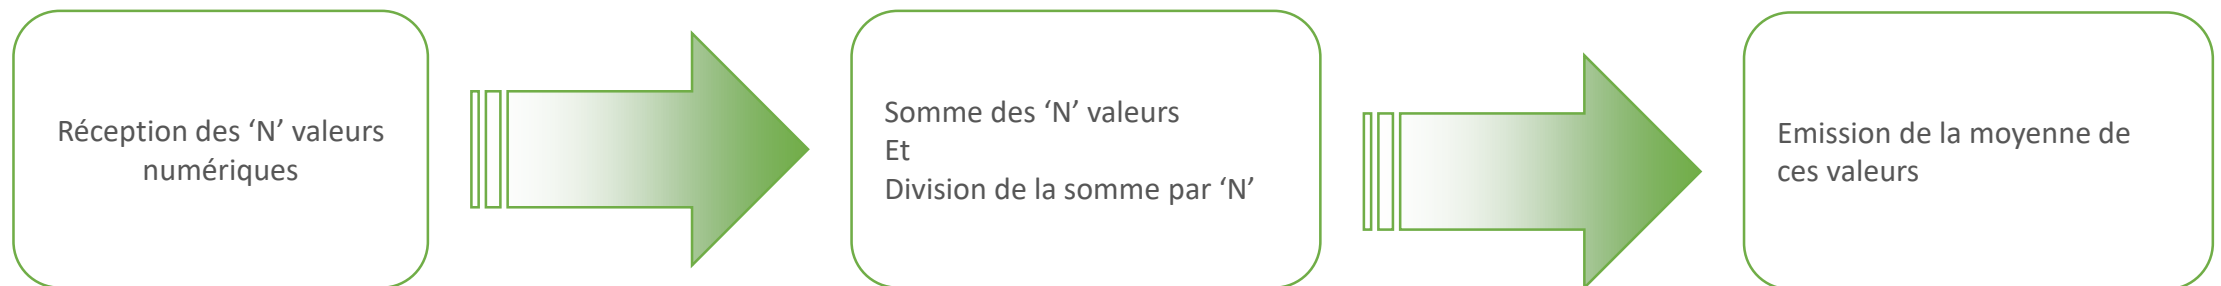 Réception des ‘N’ valeurs
numériques
Somme des ‘N’ valeurs
Et
Division de la somme par ‘N’
Emission de la moyenne de
ces valeurs